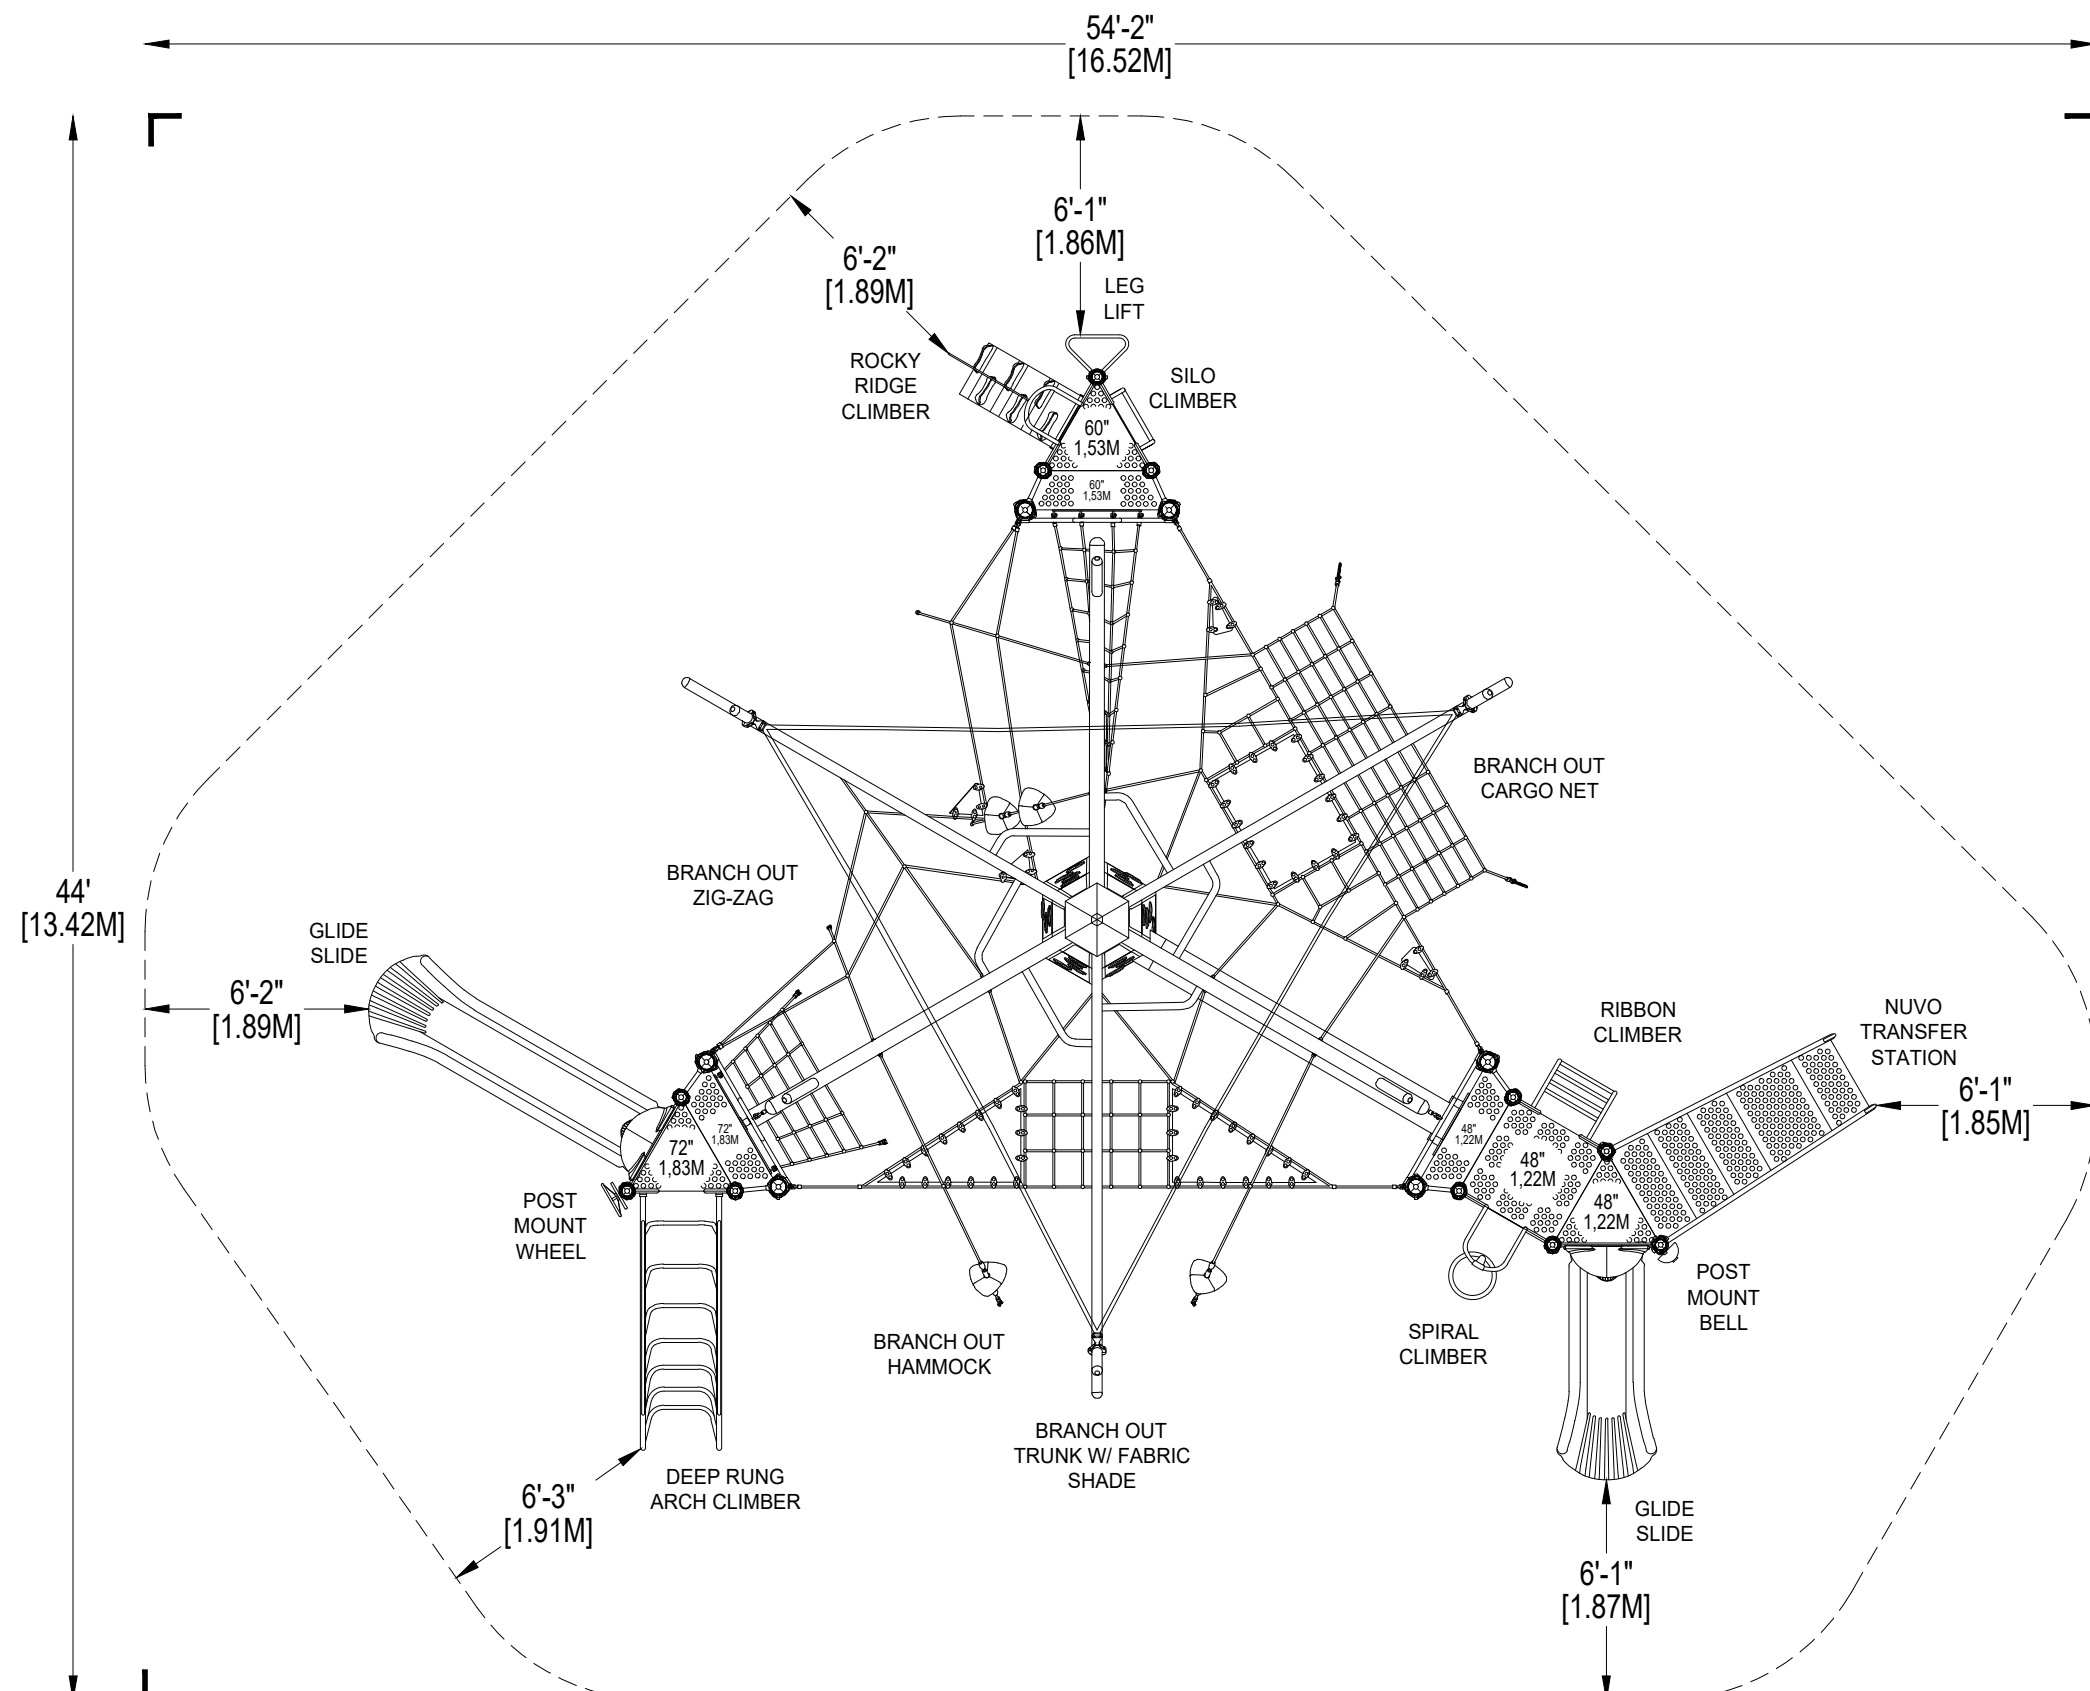 54'-2"
[16.52M]
6'-1"
[1.86M]
6'-2"
[1.89M]
LEG
LIFT
ROCKY
RIDGE
CLIMBER
SILO
CLIMBER
60"
1,53M
60"
1,53M
BRANCH OUT
CARGO NET
BRANCH OUT
ZIG-ZAG
44'
[13.42M]
GLIDE
SLIDE
6'-2"
[1.89M]
RIBBON
CLIMBER
NUVO
TRANSFER
STATION
6'-1"
[1.85M]
72"
1,83M
72"
1,83M
48"
1,22M
48"
1,22M
48"
1,22M
POST
MOUNT
WHEEL
POST
MOUNT
BELL
SPIRAL
CLIMBER
BRANCH OUT
HAMMOCK
BRANCH OUT
TRUNK W/ FABRIC
SHADE
DEEP RUNG
ARCH CLIMBER
6'-3"
[1.91M]
GLIDE
SLIDE
6'-1"
[1.87M]